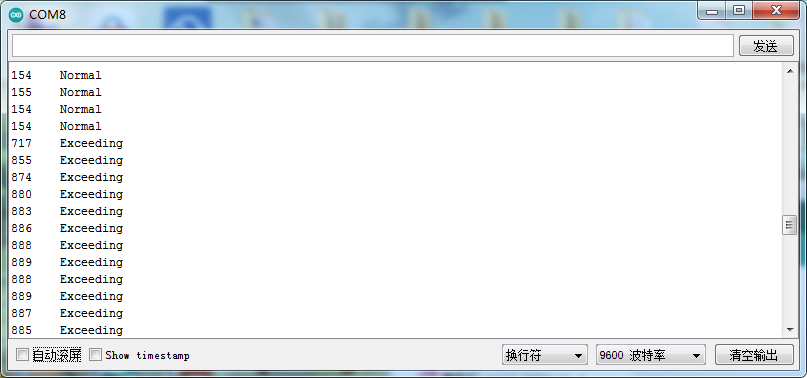 COM8
发送
154 Normal
155 Normal
154 Normal
154 Normal
717 Exceeding
855 Exceeding
874 Exceeding
880 Exceeding
883 Exceeding
886 Exceeding
888 Exceeding
889 Exceeding
888 Exceeding
889 Exceeding
887 Exceeding
885 Exceeding
自动滚屏 Show timestamp 换行符 9600 波特率 清空输出